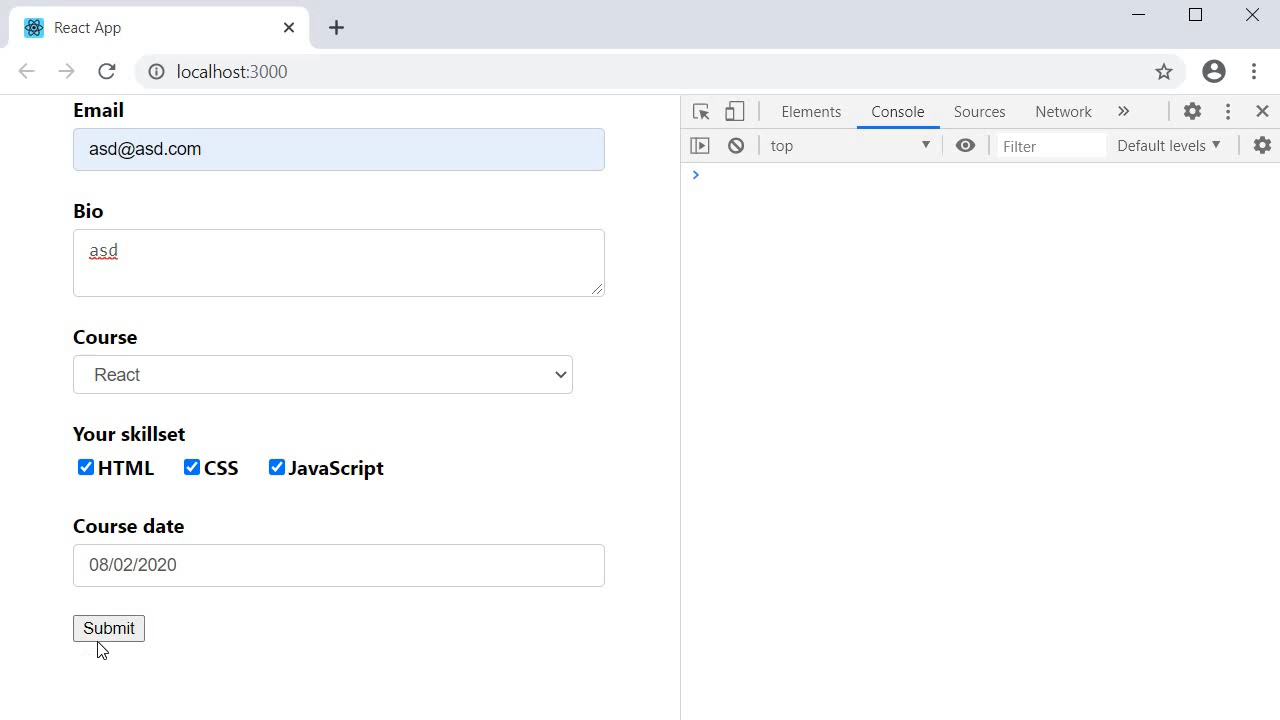 React App
localhost:3000
Elements Console Sources Network
top Filter Default levels
Email
asd@asd.com
Bio
asd
Course
React
Your skillset
HTML CSS JavaScript
Course date
08/02/2020
Submit